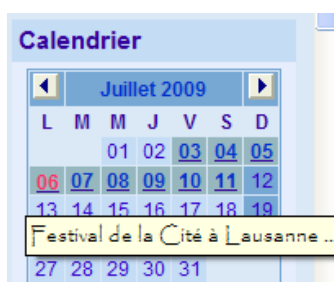 Calendrier
Juillet 2009
L M M J V S D
01 02 03 04 05
06 07 08 09 10 11 12
13 14 15 16 17 18 19
Festival de la Cité à Lausanne ...
27 28 29 30 31